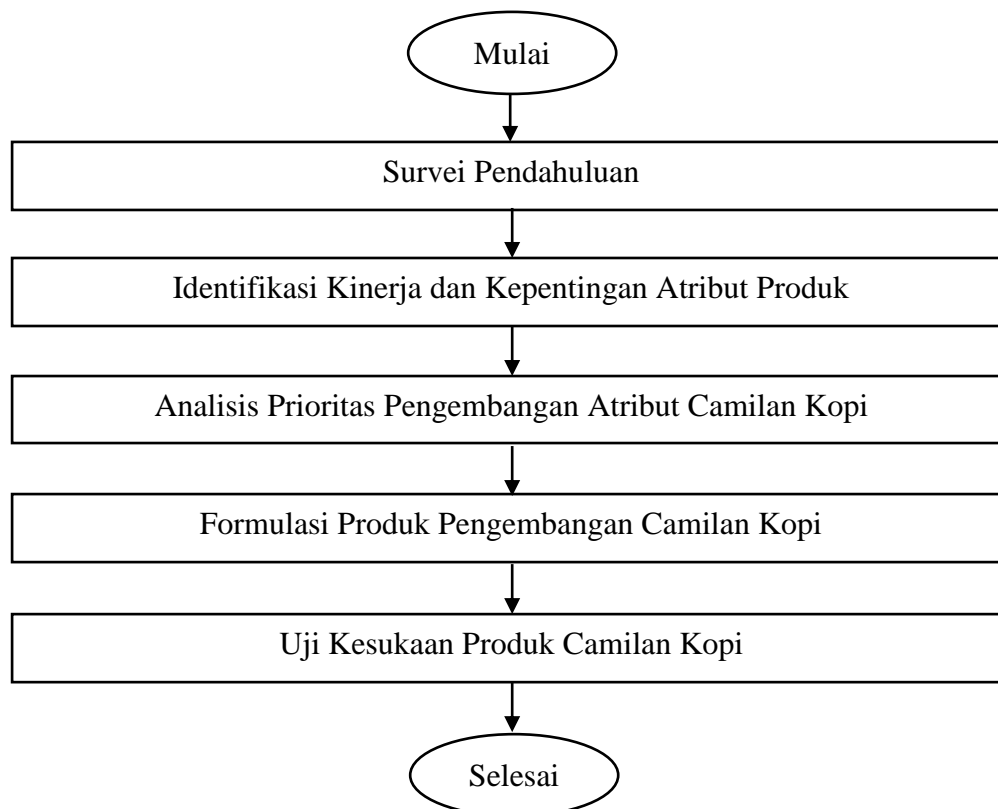 Mulai
Survei Pendahuluan
Identifikasi Kinerja dan Kepentingan Atribut Produk
Analisis Prioritas Pengembangan Atribut Camilan Kopi
Formulasi Produk Pengembangan Camilan Kopi
Uji Kesukaan Produk Camilan Kopi
Selesai